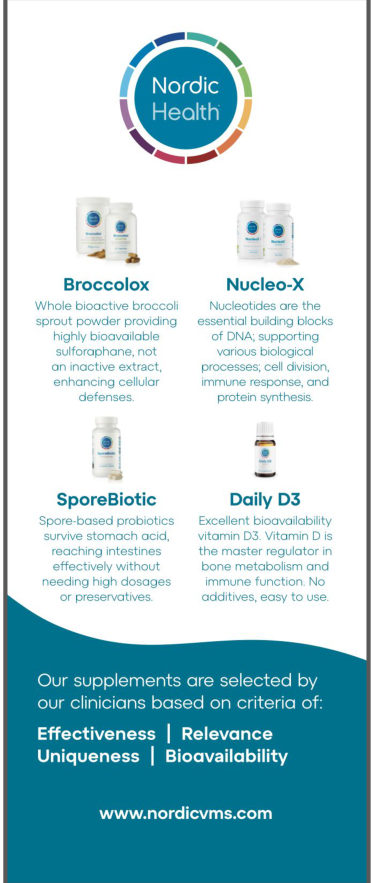 Nordic
Health
Broccolox
Whole bioactive broccoli
sprout powder providing
highly bioavailable
sulforaphane, not
an inactive extract,
enhancing cellular
defenses.
Nucleo-X
Nucleotides are the
essential building blocks
of DNA; supporting
various biological
processes; cell division,
immune response, and
protein synthesis.
SporeBiotic
Spore-based probiotics
survive stomach acid,
reaching intestines
effectively without
needing high dosages
or preservatives.
Daily D3
Excellent bioavailability
vitamin D3. Vitamin D is
the master regulator in
bone metabolism and
immune function. No
additives, easy to use.
Our supplements are selected by
our clinicians based on criteria of:
Effectiveness | Relevance
Uniqueness | Bioavailability
www.nordicvms.com